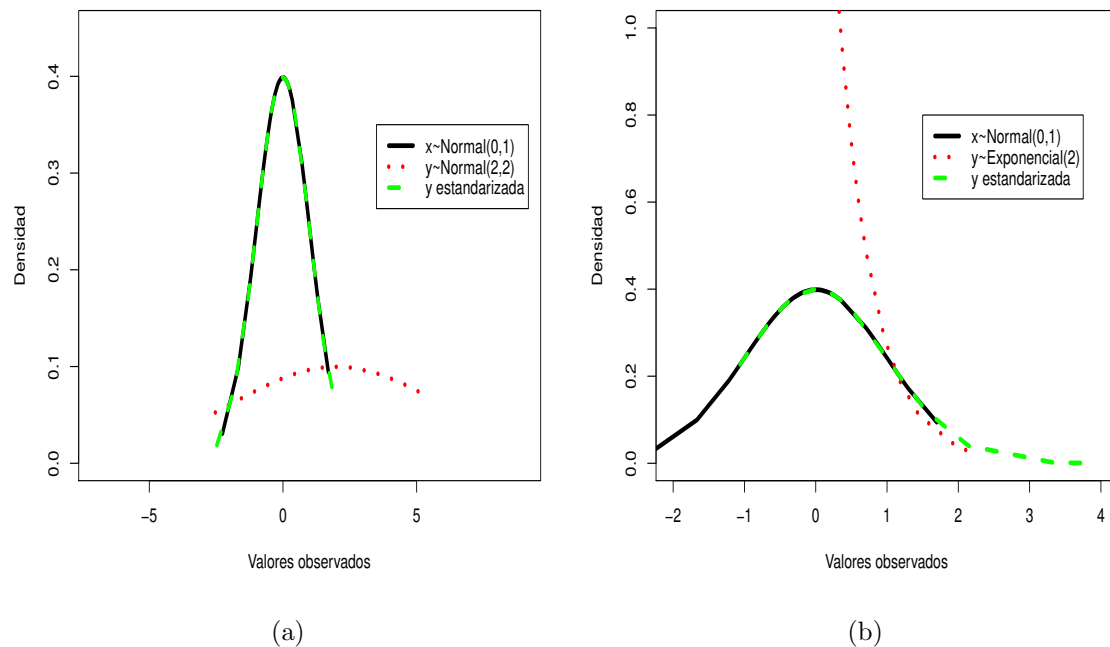 0.4
0.3
0.2
0.1
0.0
Densidad
x~Normal(0,1)
y~Normal(2,2)
y estandarizada
−5 0 5
Valores observados
(a)
1.0
0.8
0.6
0.4
0.2
0.0
Densidad
x~Normal(0,1)
y~Exponencial(2)
y estandarizada
−2 −1 0 1 2 3 4
Valores observados
(b)